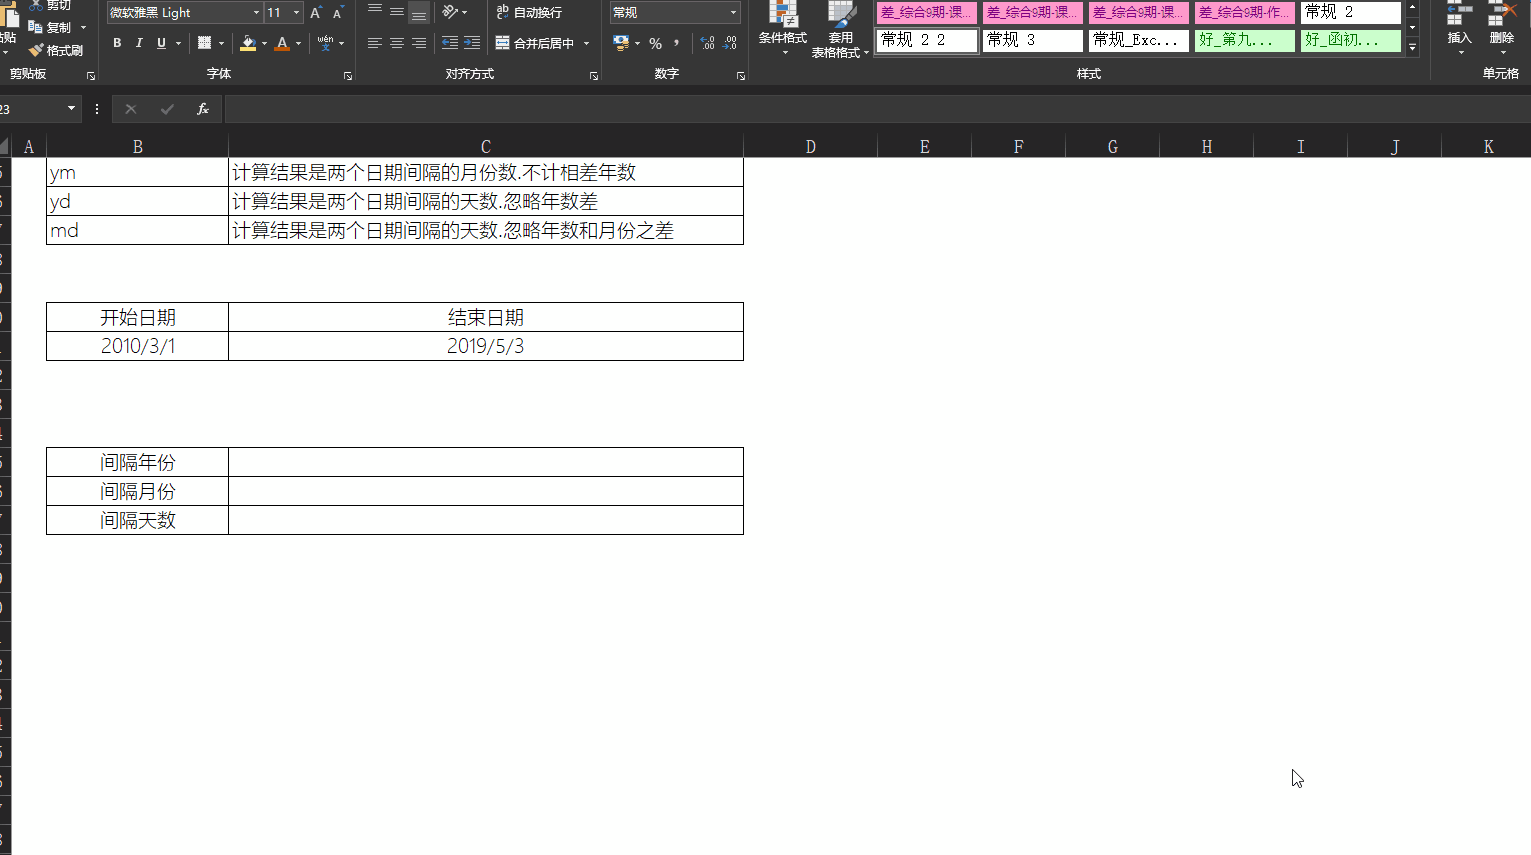 剪切
微软雅黑 Light
11
A
A
ab 自动换行
常规
差_综合9期-课...
差_综合9期-课...
差_综合9期-课...
差_综合9期-作...
常规 2
复制
格式刷
B
I
U
A
wén
文
合并后居中
%
,
.00
.00
条件格式
套用
表格格式
常规 2 2
常规 3
常规_Exc...
好_第九...
好_函初...
插入
删除
剪贴板
字体
对齐方式
数字
样式
单元格
23
fx
A
B
C
D
E
F
G
H
I
J
K
ym
计算结果是两个日期间隔的月份数.不计相差年数
yd
计算结果是两个日期间隔的天数.忽略年数差
md
计算结果是两个日期间隔的天数.忽略年数和月份之差
开始日期
结束日期
2010/3/1
2019/5/3
间隔年份
间隔月份
间隔天数